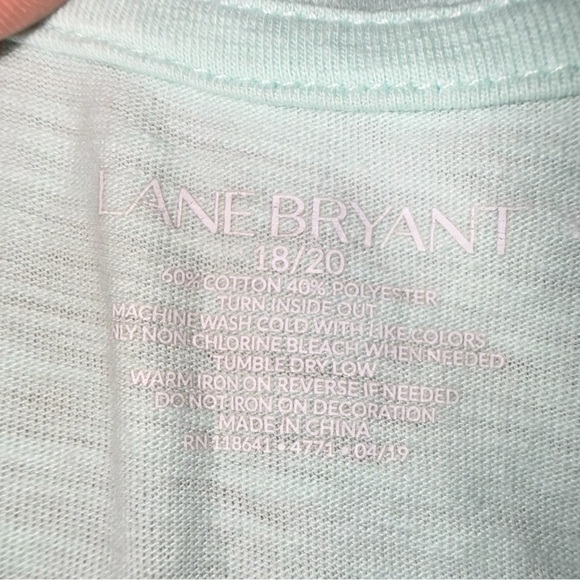 LANE BRYANT
18/20
60% COTTON 40% POLYESTER
TURN INSIDE OUT
MACHINE WASH COLD WITH LIKE COLORS
ONLY NON CHLORINE BLEACH WHEN NEEDED
TUMBLE DRY LOW
WARM IRON ON REVERSE IF NEEDED
DO NOT IRON ON DECORATION
MADE IN CHINA
RN 118641 • 4771 • 04/19